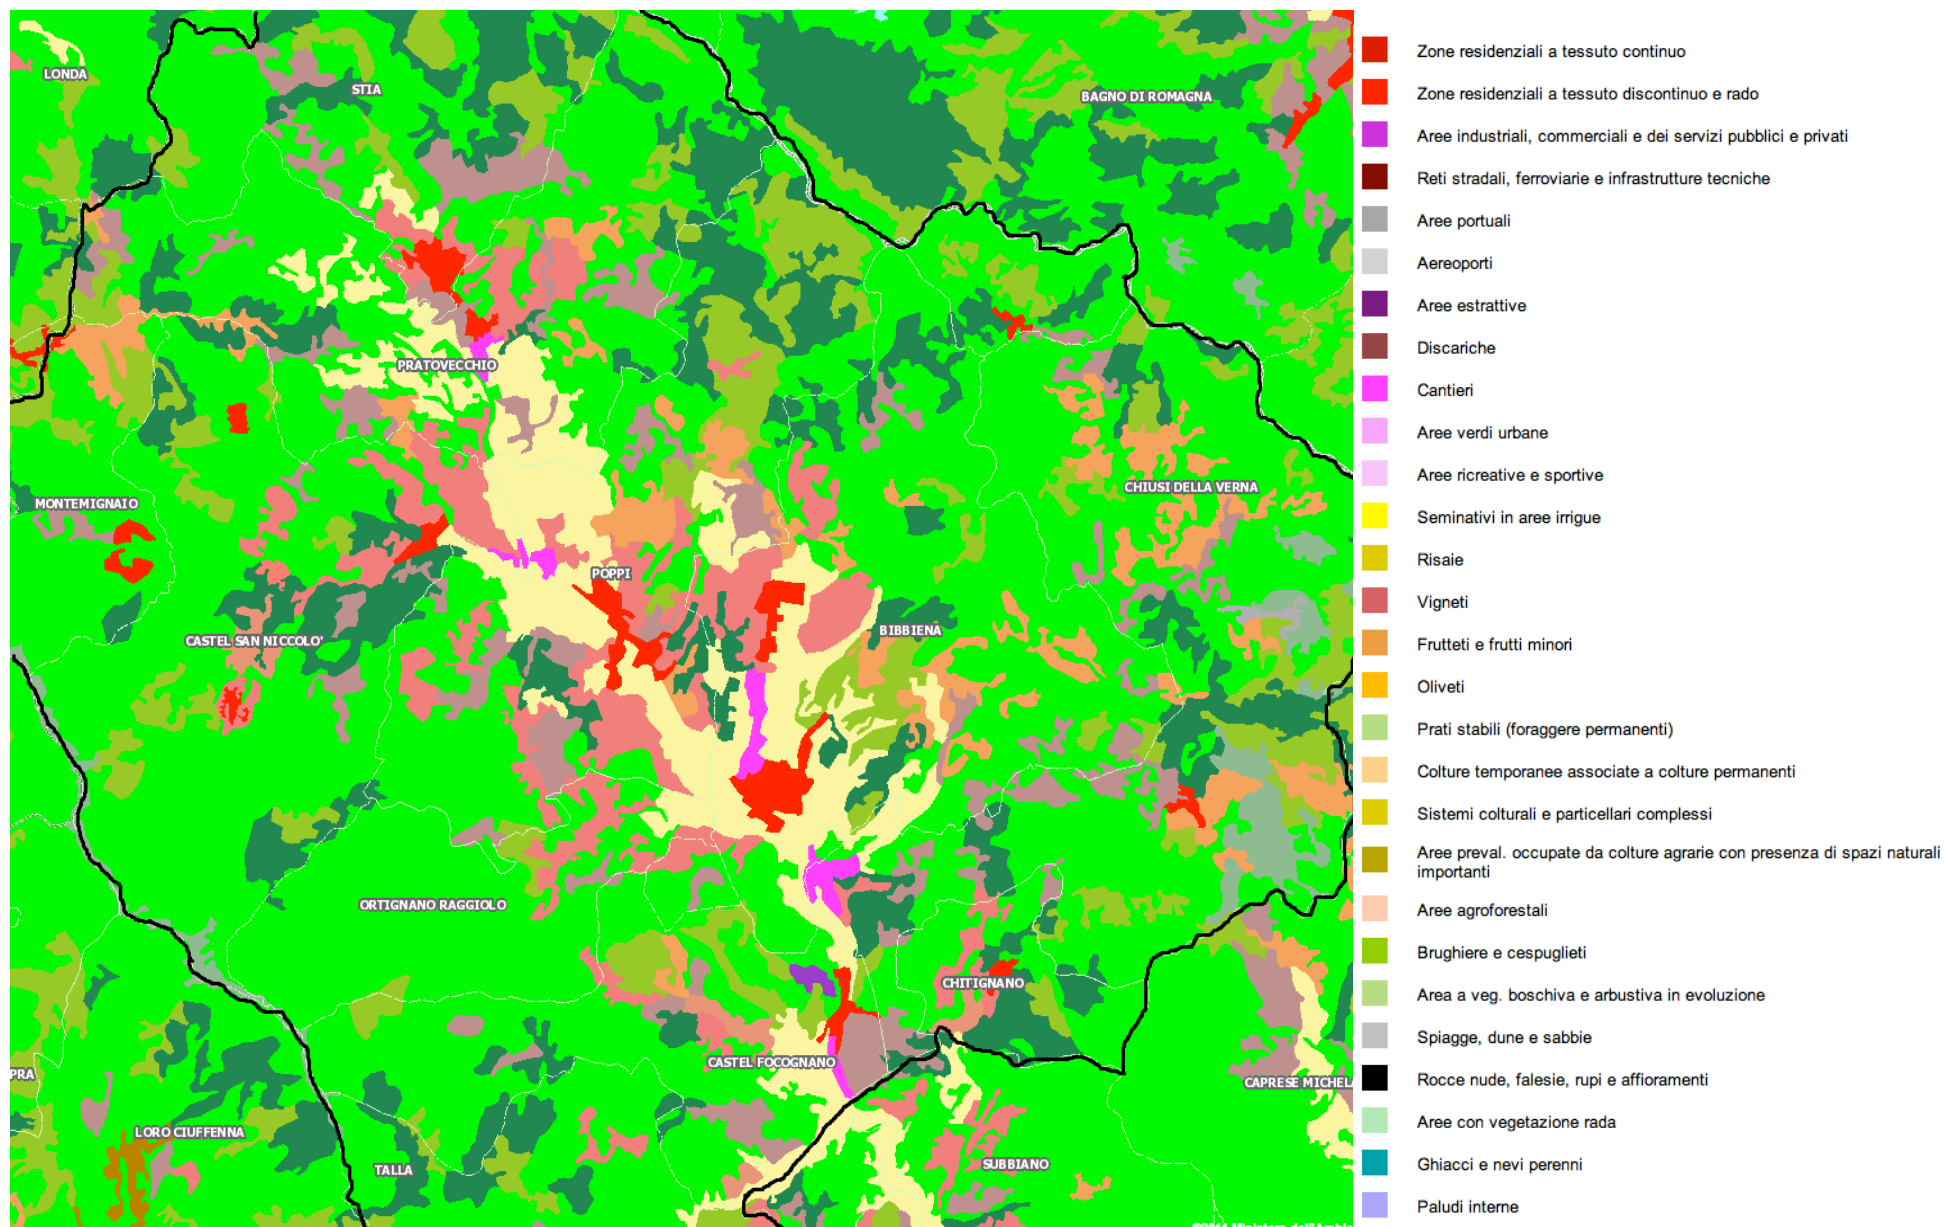 LONDA
STIA
BAGNO DI ROMAGNA
PRATOVECCHIO
MONTEMIGNAIO
CHIUSI DELLA VERNA
POPPI
CASTEL SAN NICCOLO'
BIBBIENA
ORTIGNANO RAGGIOLO
CHITIGNANO
CASTEL FOCOGNANO
PRA
CAPRESE MICHEL
LORO CIUFFENNA
TALLA
SUBBIANO
Zone residenziali a tessuto continuo
Zone residenziali a tessuto discontinuo e rado
Aree industriali, commerciali e dei servizi pubblici e privati
Reti stradali, ferroviarie e infrastrutture tecniche
Aree portuali
Aereoporti
Aree estrattive
Discariche
Cantieri
Aree verdi urbane
Aree ricreative e sportive
Seminativi in aree irrigue
Risaie
Vigneti
Frutteti e frutti minori
Oliveti
Prati stabili (foraggere permanenti)
Colture temporanee associate a colture permanenti
Sistemi colturali e particellari complessi
Aree preval. occupate da colture agrarie con presenza di spazi naturali
importanti
Aree agroforestali
Brughiere e cespuglieti
Area a veg. boschiva e arbustiva in evoluzione
Spiagge, dune e sabbie
Rocce nude, falesie, rupi e affioramenti
Aree con vegetazione rada
Ghiacci e nevi perenni
Paludi interne